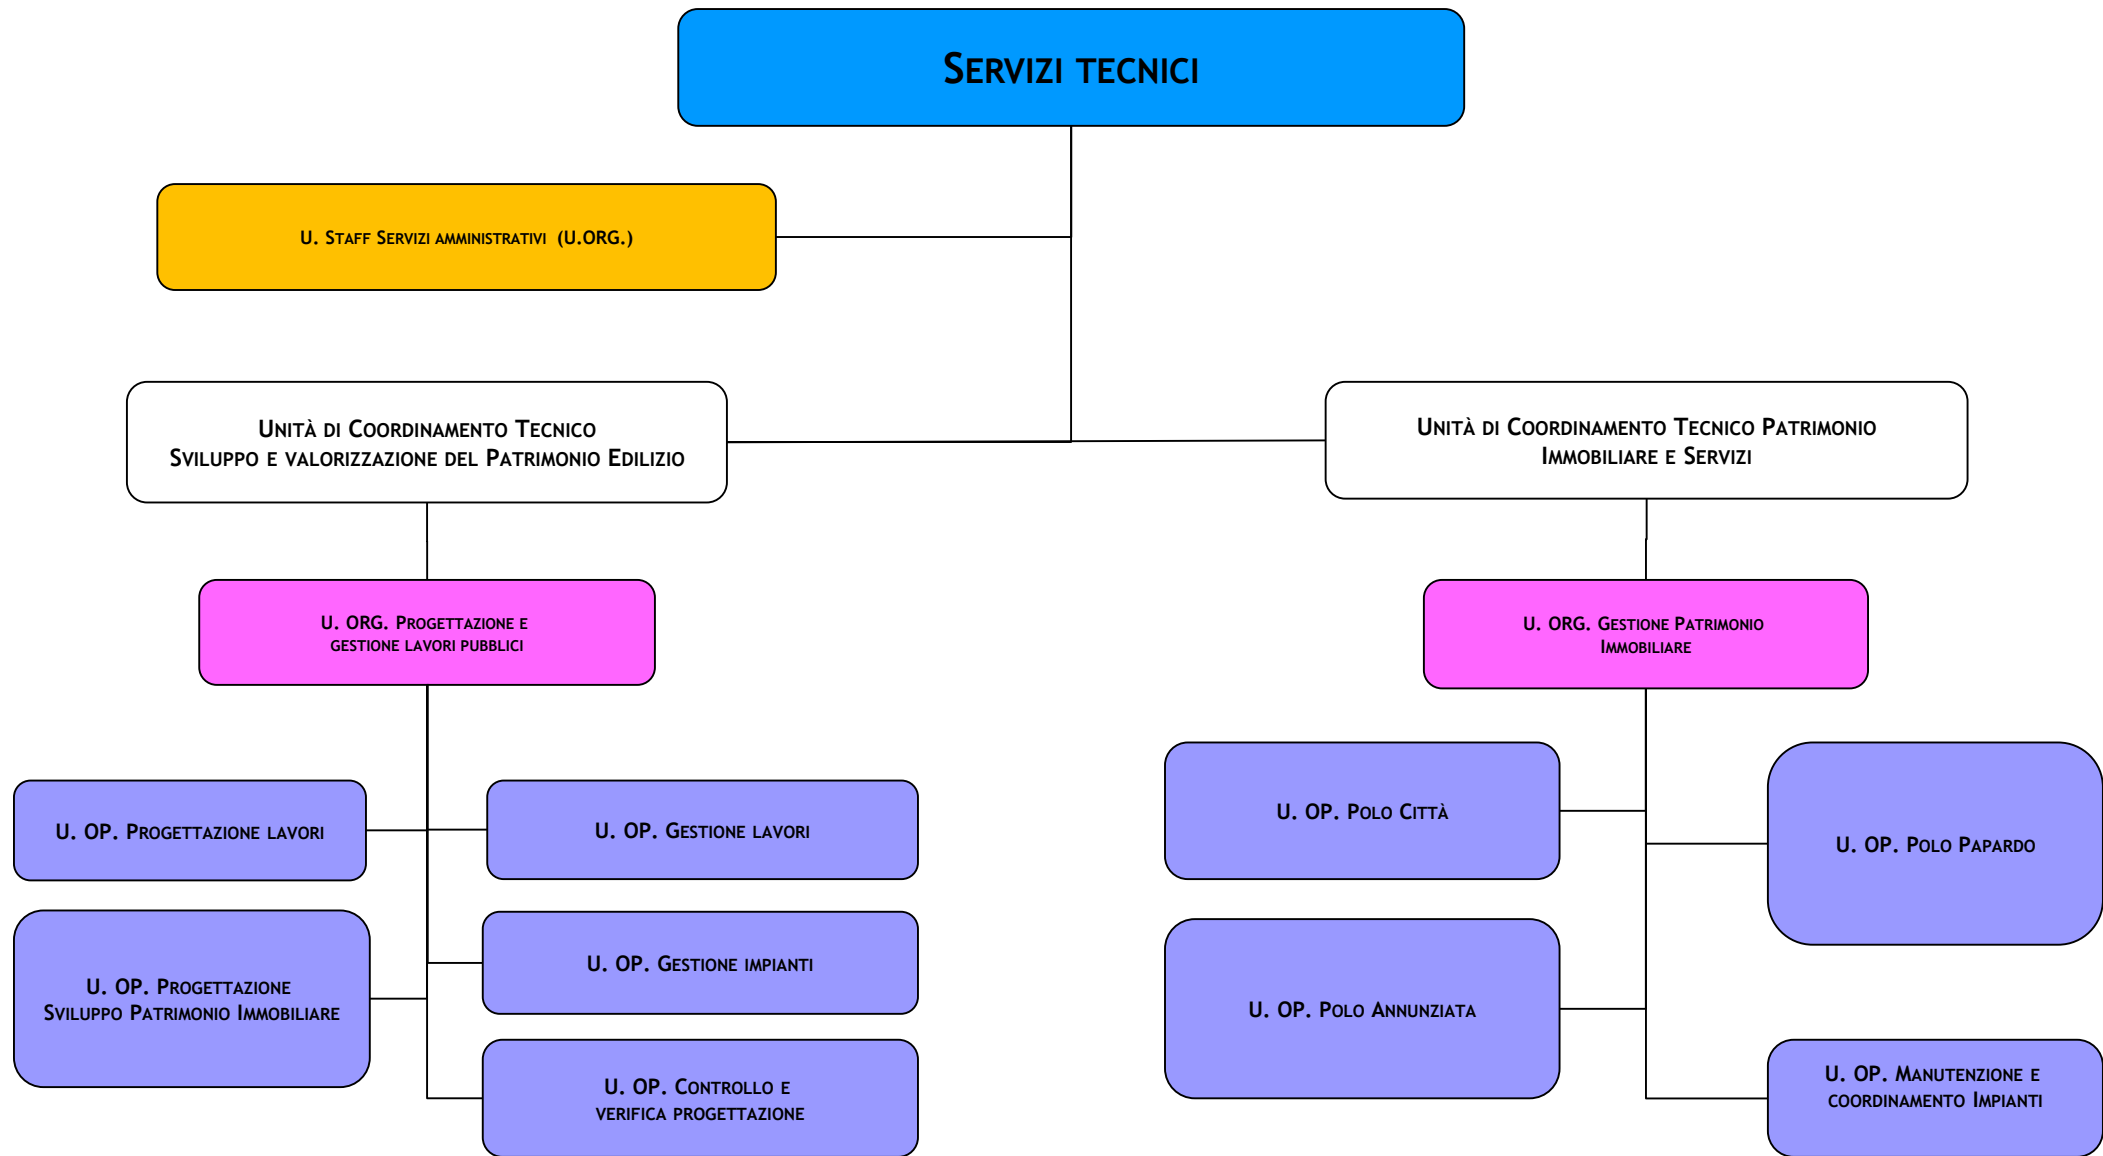 Servizi tecnici
U. Staff Servizi amministrativi (U.ORG.)
Unità di Coordinamento Tecnico
Sviluppo e valorizzazione del Patrimonio Edilizio
Unità di Coordinamento Tecnico Patrimonio
Immobiliare e Servizi
U. ORG. Progettazione e
gestione lavori pubblici
U. ORG. Gestione Patrimonio
Immobiliare
U. OP. Progettazione lavori
U. OP. Gestione lavori
U. OP. Progettazione
Sviluppo Patrimonio Immobiliare
U. OP. Gestione impianti
U. OP. Controllo e
verifica progettazione
U. OP. Polo Città
U. OP. Polo Papardo
U. OP. Polo Annunziata
U. OP. Manutenzione e
coordinamento Impianti